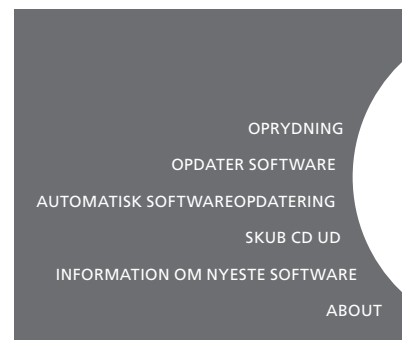 OPRYDNING
OPDATER SOFTWARE
AUTOMATISK SOFTWAREOPDATERING
SKUB CD UD
INFORMATION OM NYESTE SOFTWARE
ABOUT